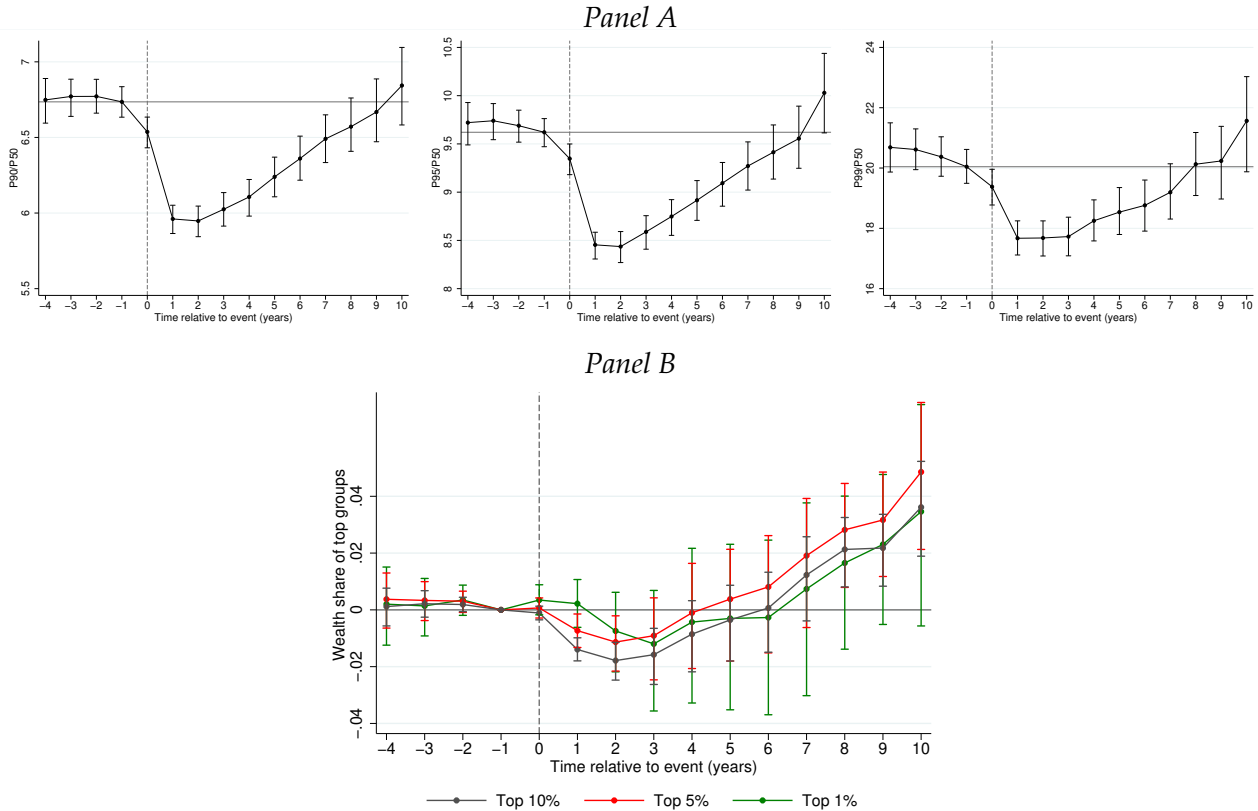 Panel A
P90/P50
7
6.5
6
5.5
−4 −3 −2 −1 0 1 2 3 4 5 6 7 8 9 10
Time relative to event (years)
P95/P50
10.5
10
9.5
9
8.5
8
−4 −3 −2 −1 0 1 2 3 4 5 6 7 8 9 10
Time relative to event (years)
P99/P50
24
22
20
18
16
−4 −3 −2 −1 0 1 2 3 4 5 6 7 8 9 10
Time relative to event (years)
Panel B
Wealth share of top groups
.04
.02
0
−.02
−.04
−4 −3 −2 −1 0 1 2 3 4 5 6 7 8 9 10
Time relative to event (years)
Top 10% Top 5% Top 1%